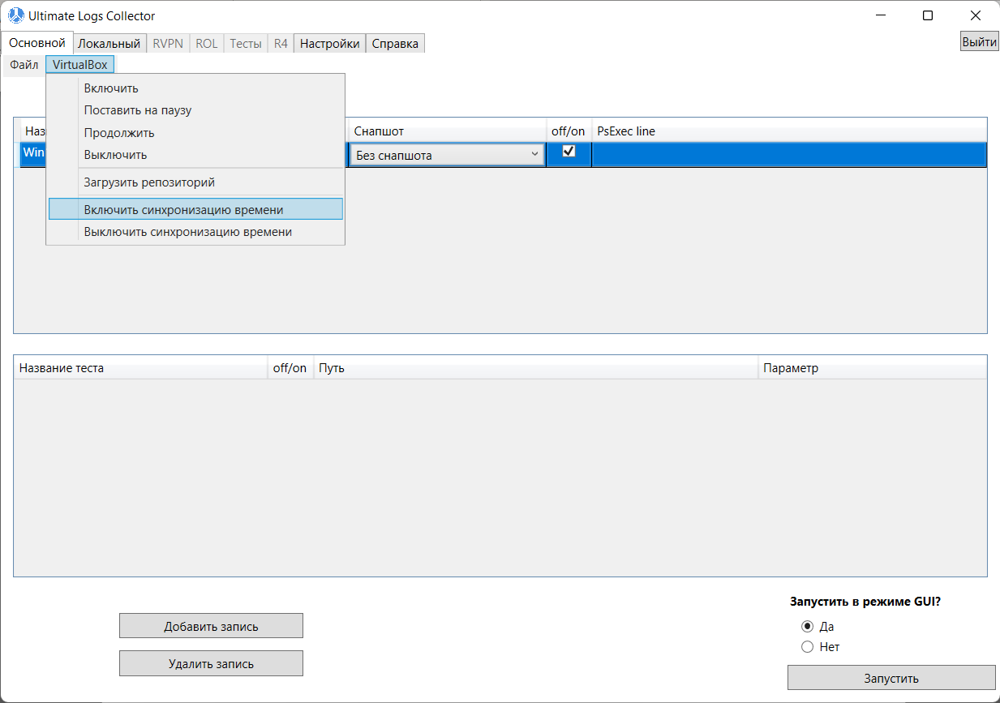 Ultimate Logs Collector
Основной Локальный RVPN ROL Тесты R4 Настройки Справка Выйти
Файл VirtualBox
Включить
Поставить на паузу
Продолжить
Выключить
Загрузить репозиторий
Включить синхронизацию времени
Выключить синхронизацию времени
Снапшот off/on PsExec line
Win Без снапшота
Название теста off/on Путь Параметр
Запустить в режиме GUI?
Да
Нет
Добавить запись
Удалить запись
Запустить